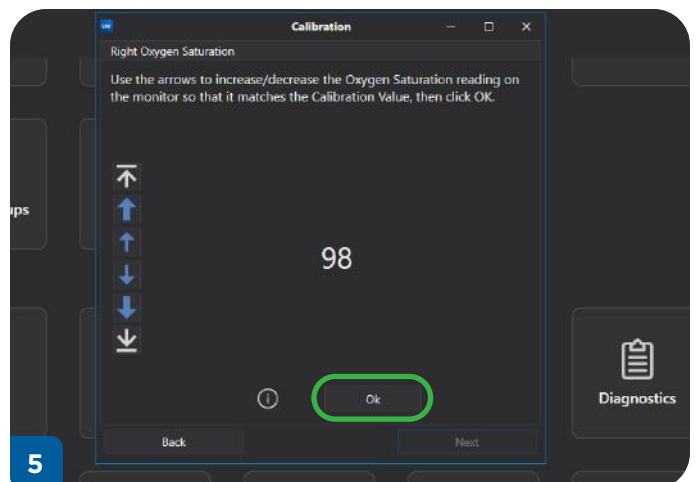 Calibration
Right Oxygen Saturation
Use the arrows to increase/decrease the Oxygen Saturation reading on
the monitor so that it matches the Calibration Value, then click OK.
ups
98
Ok
Diagnostics
Back
Next
5